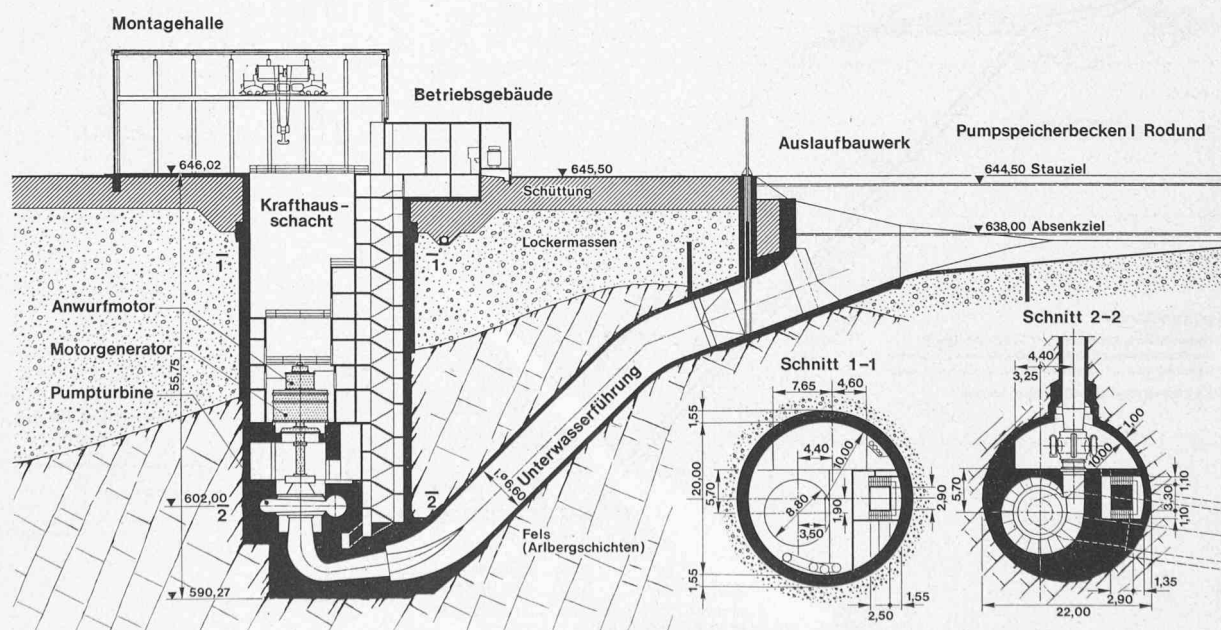 Montagehalle
Betriebsgebäude
Auslaufbauwerk
Pumpspeicherbecken I Rodund
646,02
645,50
644,50 Stauziel
Schüttung
Krafthaus-
schacht
638,00 Absenkziel
Lockermassen
1
1
Anwurfmotor
Motorgenerator
Pumpturbine
55,75
Unterwasserführung
ø6,60
602,00
2
2
Fels
(Arlbergschichten)
590,27
Schnitt 1–1
7,65
4,60
1,55
4,40
10,00
20,00
5,70
8,80
1,90
2,90
3,50
1,55
1,55
2,50
Schnitt 2–2
4,40
3,25
1,00
10,00
5,70
1,10
3,30
1,10
1,35
2,90
22,00